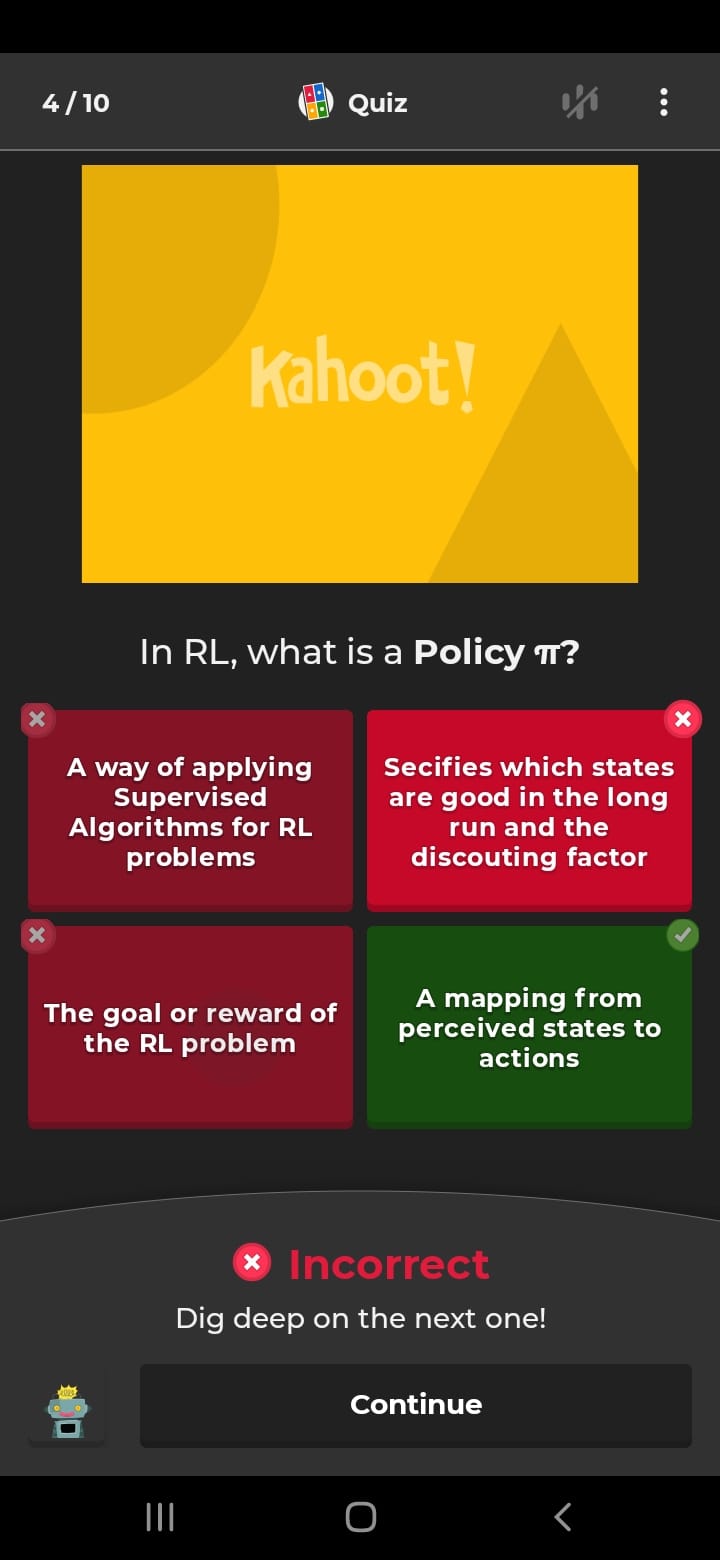 4 / 10
Quiz
Kahoot!
In RL, what is a Policy π?
A way of applying
Supervised
Algorithms for RL
problems
Secifies which states
are good in the long
run and the
discouting factor
The goal or reward of
the RL problem
A mapping from
perceived states to
actions
Incorrect
Dig deep on the next one!
Continue